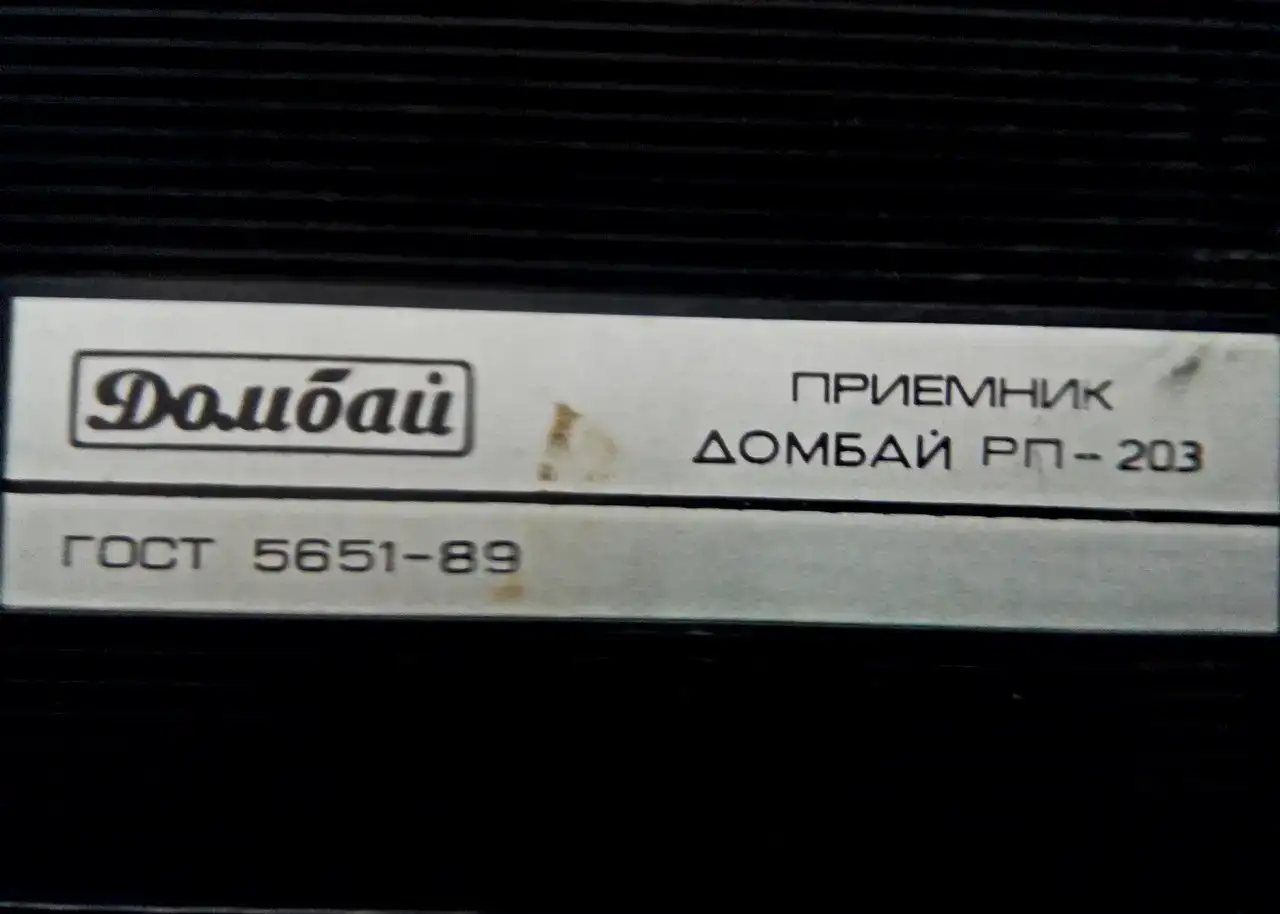 Домбай
ПРИЕМНИК
ДОМБАЙ РП-203
ГОСТ 5651-89